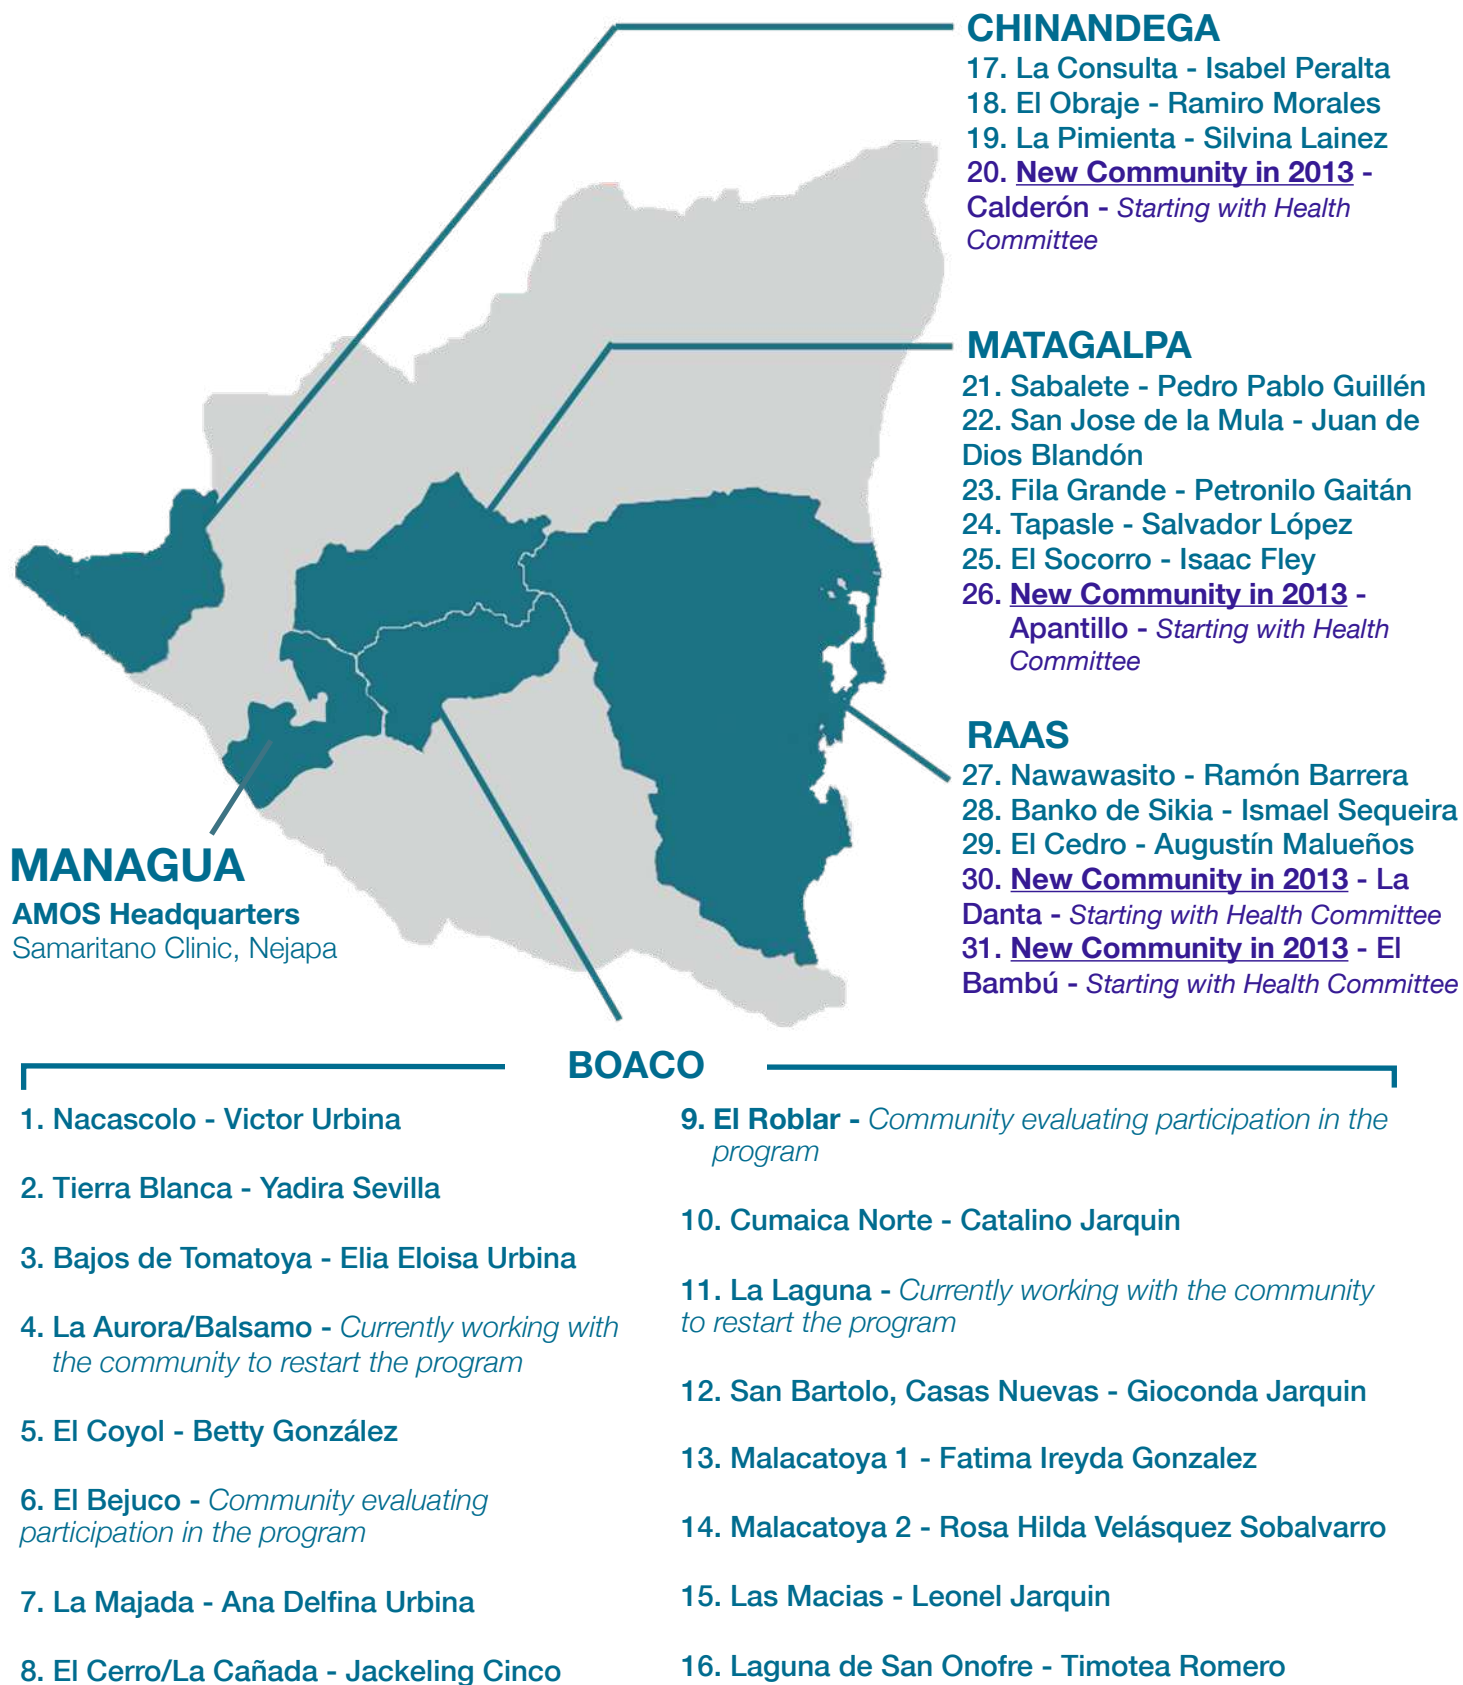 CHINANDEGA
17. La Consulta - Isabel Peralta
18. El Obraje - Ramiro Morales
19. La Pimienta - Silvina Lainez
20. New Community in 2013 -
Calderón - Starting with Health
Committee
MATAGALPA
21. Sabalete - Pedro Pablo Guillén
22. San Jose de la Mula - Juan de
Dios Blandón
23. Fila Grande - Petronilo Gaitán
24. Tapasle - Salvador López
25. El Socorro - Isaac Fley
26. New Community in 2013 -
Apantillo - Starting with Health
Committee
RAAS
27. Nawawasito - Ramón Barrera
28. Banko de Sikia - Ismael Sequeira
29. El Cedro - Augustín Malueños
30. New Community in 2013 - La
Danta - Starting with Health Committee
31. New Community in 2013 - El
Bambú - Starting with Health Committee
MANAGUA
AMOS Headquarters
Samaritano Clinic, Nejapa
BOACO
1. Nacascolo - Victor Urbina
2. Tierra Blanca - Yadira Sevilla
3. Bajos de Tomatoya - Elia Eloisa Urbina
4. La Aurora/Balsamo - Currently working with
the community to restart the program
5. El Coyol - Betty González
6. El Bejuco - Community evaluating
participation in the program
7. La Majada - Ana Delfina Urbina
8. El Cerro/La Cañada - Jackeling Cinco
9. El Roblar - Community evaluating participation in the
program
10. Cumaica Norte - Catalino Jarquin
11. La Laguna - Currently working with the community
to restart the program
12. San Bartolo, Casas Nuevas - Gioconda Jarquin
13. Malacatoya 1 - Fatima Ireyda Gonzalez
14. Malacatoya 2 - Rosa Hilda Velásquez Sobalvarro
15. Las Macias - Leonel Jarquin
16. Laguna de San Onofre - Timotea Romero